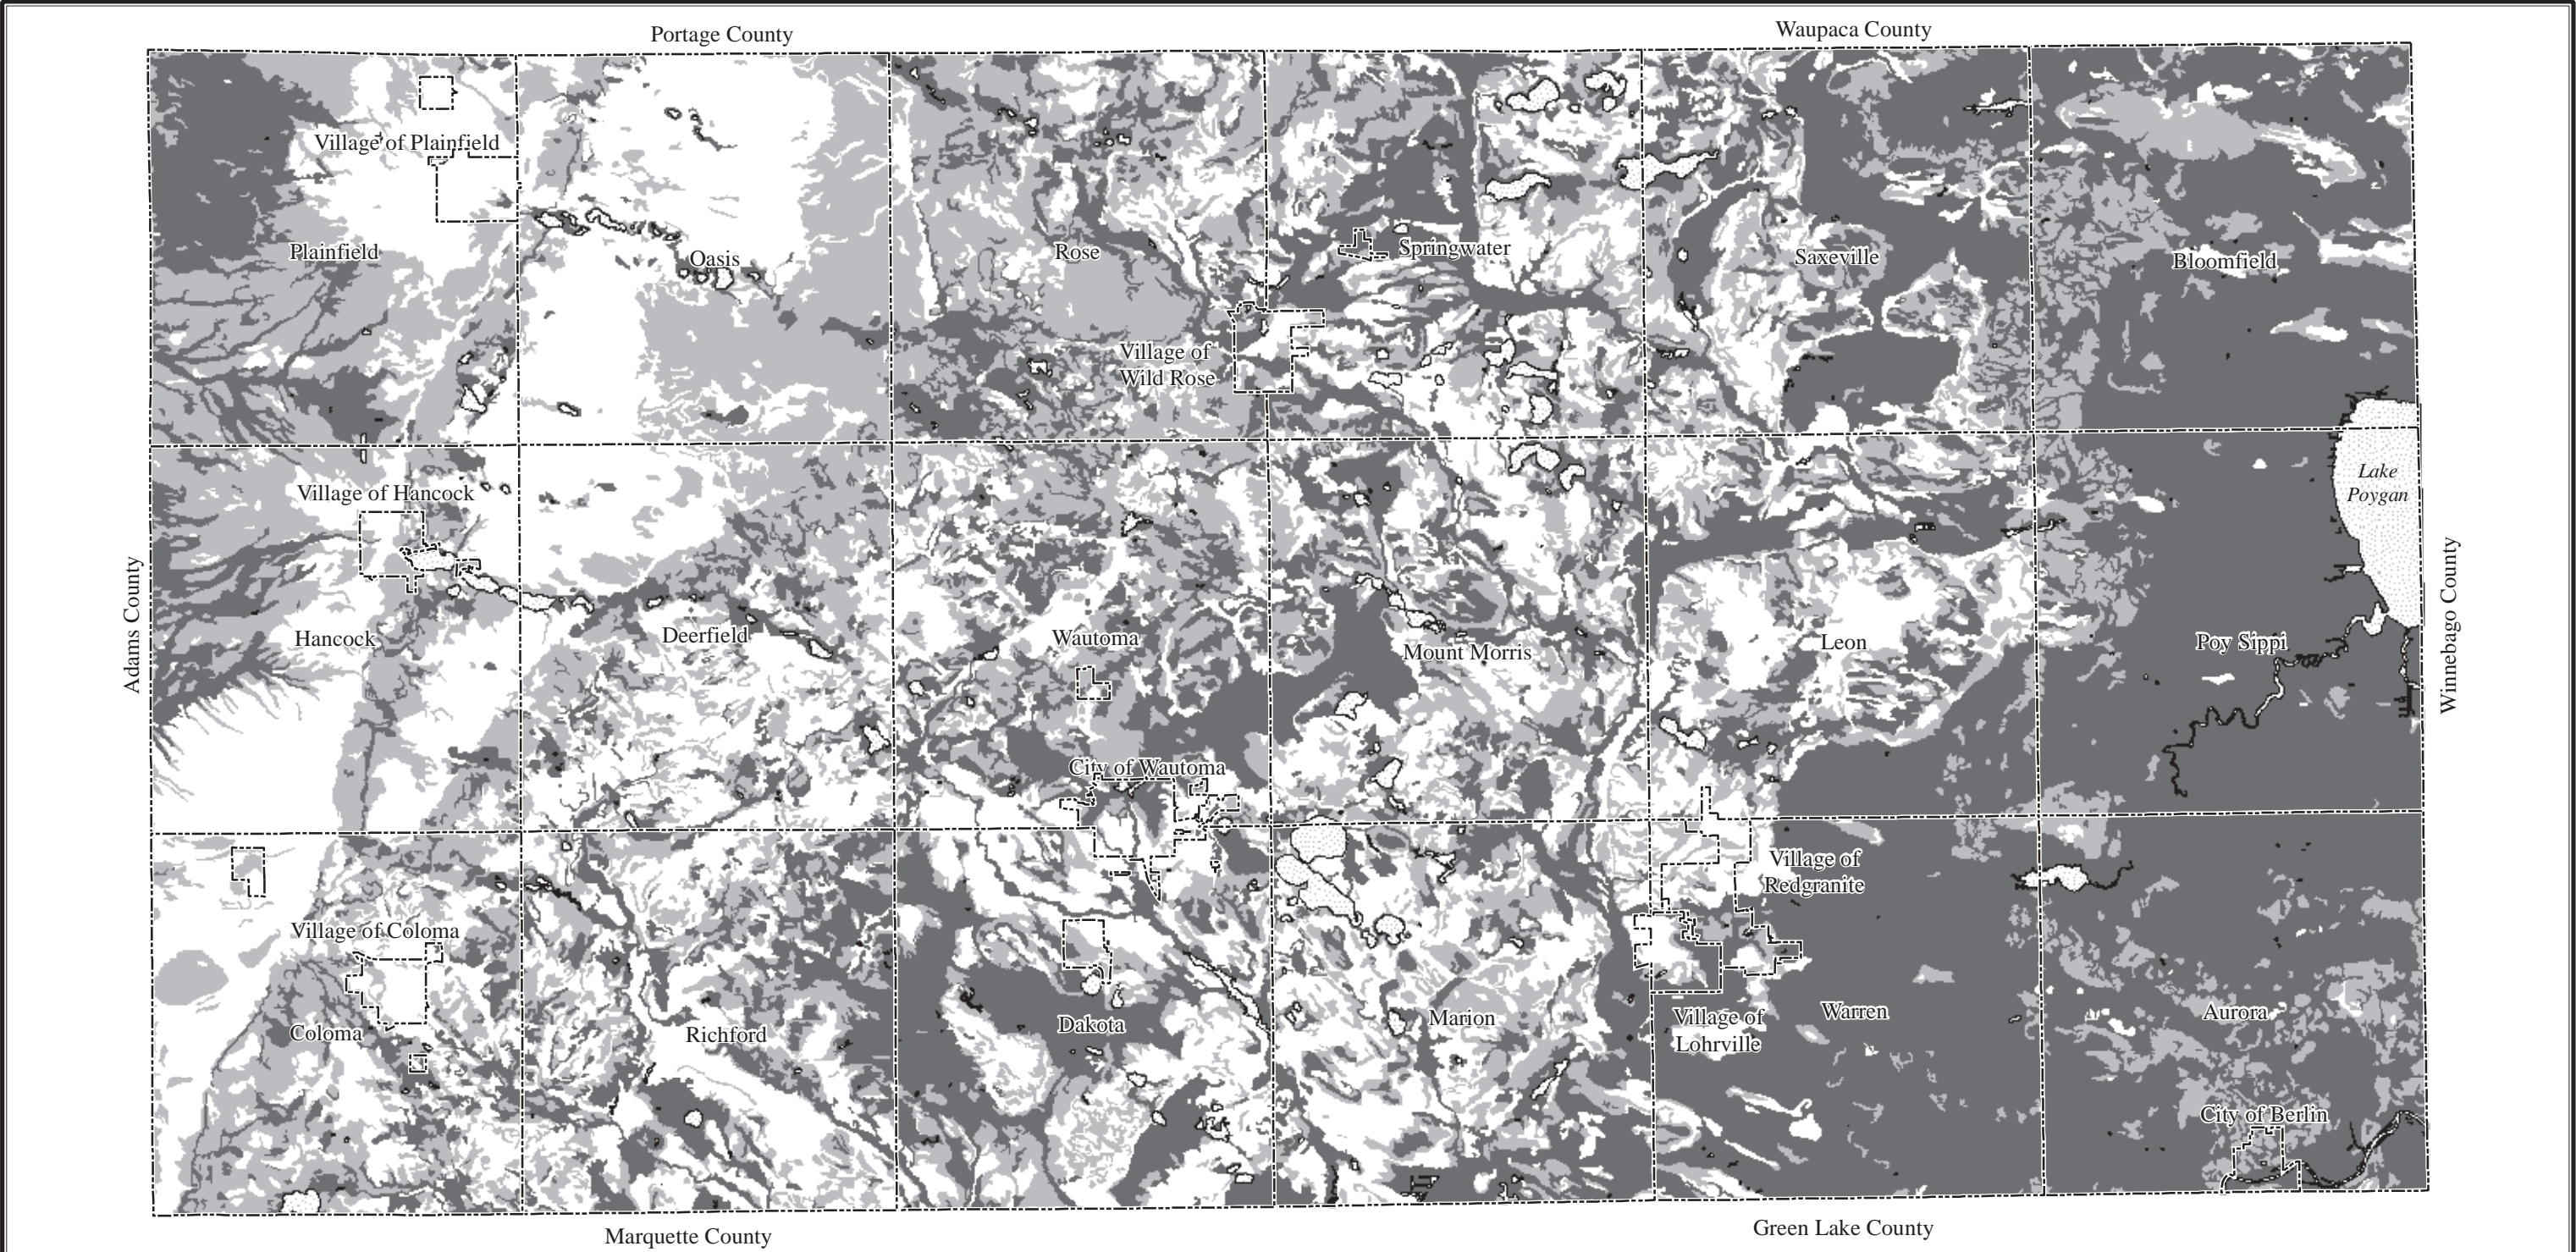 Portage County
Waupaca County
Village of Plainfield
Plainfield
Oasis
Rose
Springwater
Saxeville
Bloomfield
Village of
Wild Rose
Lake
Poygan
Village of Hancock
Adams County
Winnebago County
Hancock
Deerfield
Wautoma
Mount Morris
Leon
Poy Sippi
City of Wautoma
Village of
Redgranite
Village of Coloma
Coloma
Richford
Dakota
Marion
Village of
Lohrville
Warren
Aurora
City of Berlin
Marquette County
Green Lake County